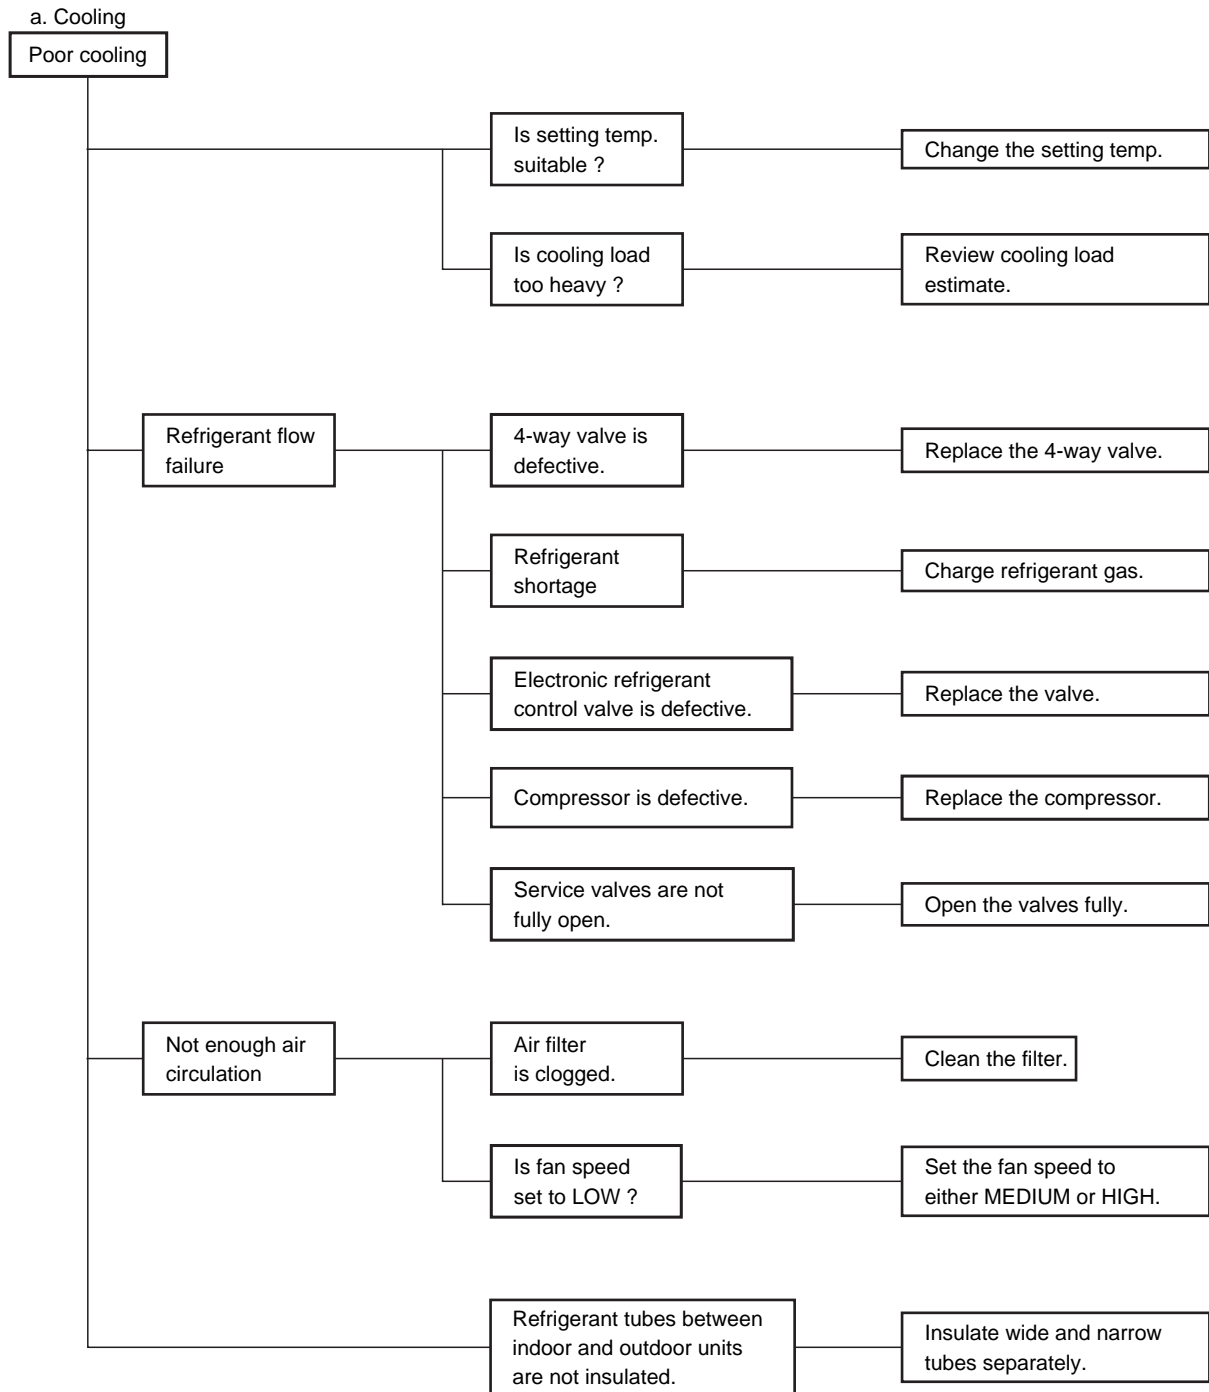 a. Cooling
Poor cooling
Is setting temp.
suitable ?
Change the setting temp.
Is cooling load
too heavy ?
Review cooling load
estimate.
Refrigerant flow
failure
4-way valve is
defective.
Replace the 4-way valve.
Refrigerant
shortage
Charge refrigerant gas.
Electronic refrigerant
control valve is defective.
Replace the valve.
Compressor is defective.
Replace the compressor.
Service valves are not
fully open.
Open the valves fully.
Not enough air
circulation
Air filter
is clogged.
Clean the filter.
Is fan speed
set to LOW ?
Set the fan speed to
either MEDIUM or HIGH.
Refrigerant tubes between
indoor and outdoor units
are not insulated.
Insulate wide and narrow
tubes separately.